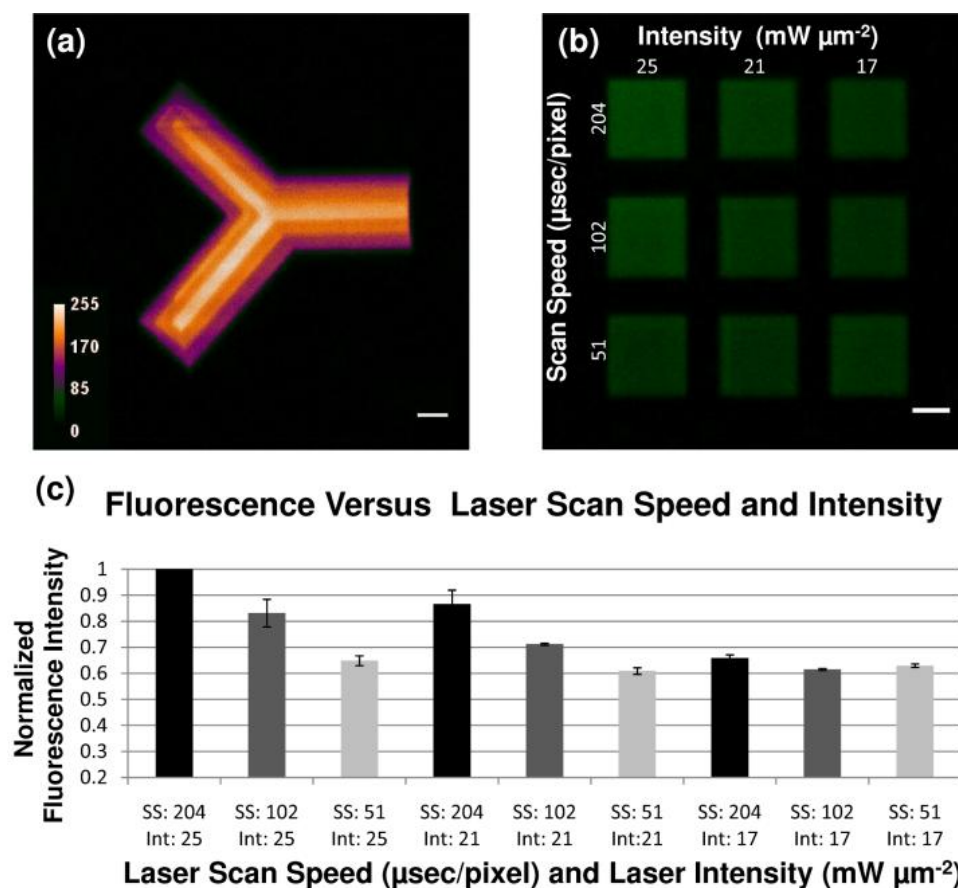 (a)
255
170
85
0
(b)
Intensity (mW µm-2)
25 21 17
Scan Speed (µsec/pixel)
204
102
51
(c)
Fluorescence Versus Laser Scan Speed and Intensity
Normalized
Fluorescence Intensity
1
0.9
0.8
0.7
0.6
0.5
0.4
0.3
0.2
SS: 204 SS: 102 SS: 51 SS: 204 SS: 102 SS: 51 SS: 204 SS: 102 SS: 51
Int: 25 Int: 25 Int: 25 Int: 21 Int: 21 Int:21 Int: 17 Int: 17 Int: 17
Laser Scan Speed (µsec/pixel) and Laser Intensity (mW µm-2)